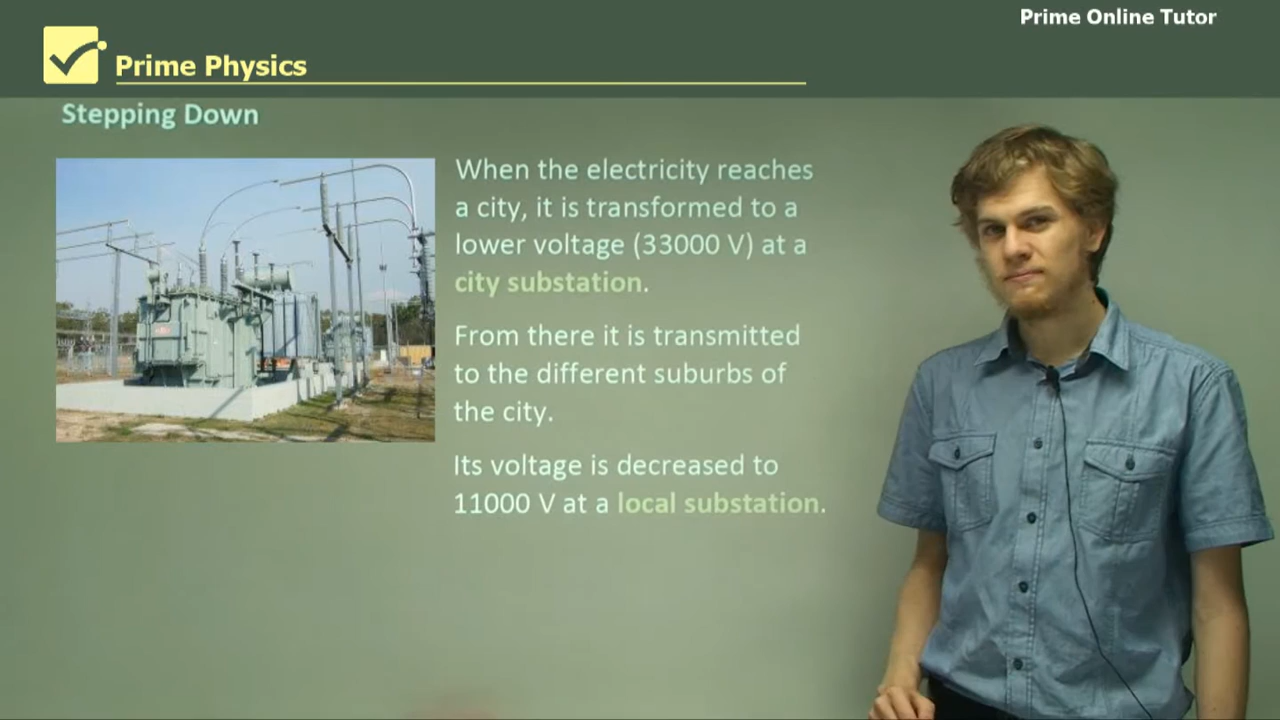 Prime Online Tutor
Prime Physics
Stepping Down
When the electricity reaches
a city, it is transformed to a
lower voltage (33000 V) at a
city substation.
From there it is transmitted
to the different suburbs of
the city.
Its voltage is decreased to
11000 V at a local substation.